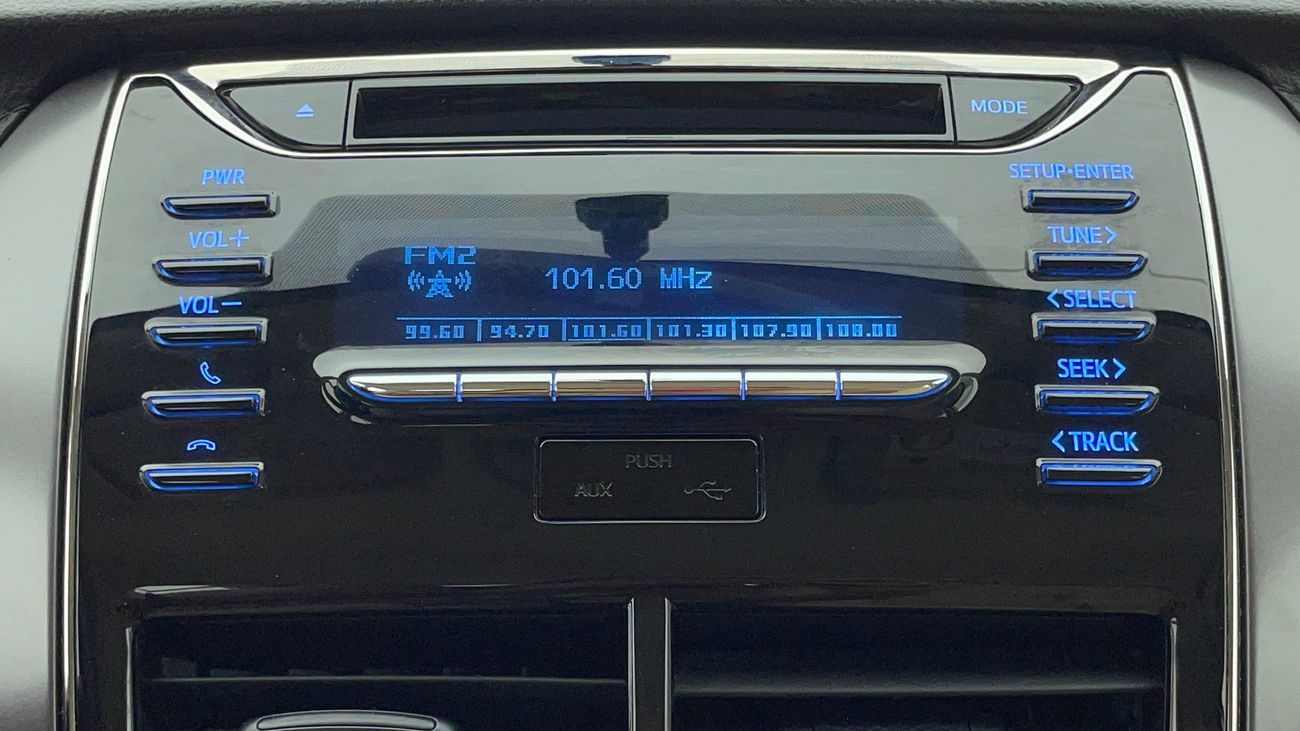 MODE
PWR
SETUP•ENTER
VOL+
TUNE>
FM2
101.60 MHz
VOL−
<SELECT
99.60 94.70 101.60 101.30 107.90 108.00
SEEK>
<TRACK
PUSH
AUX